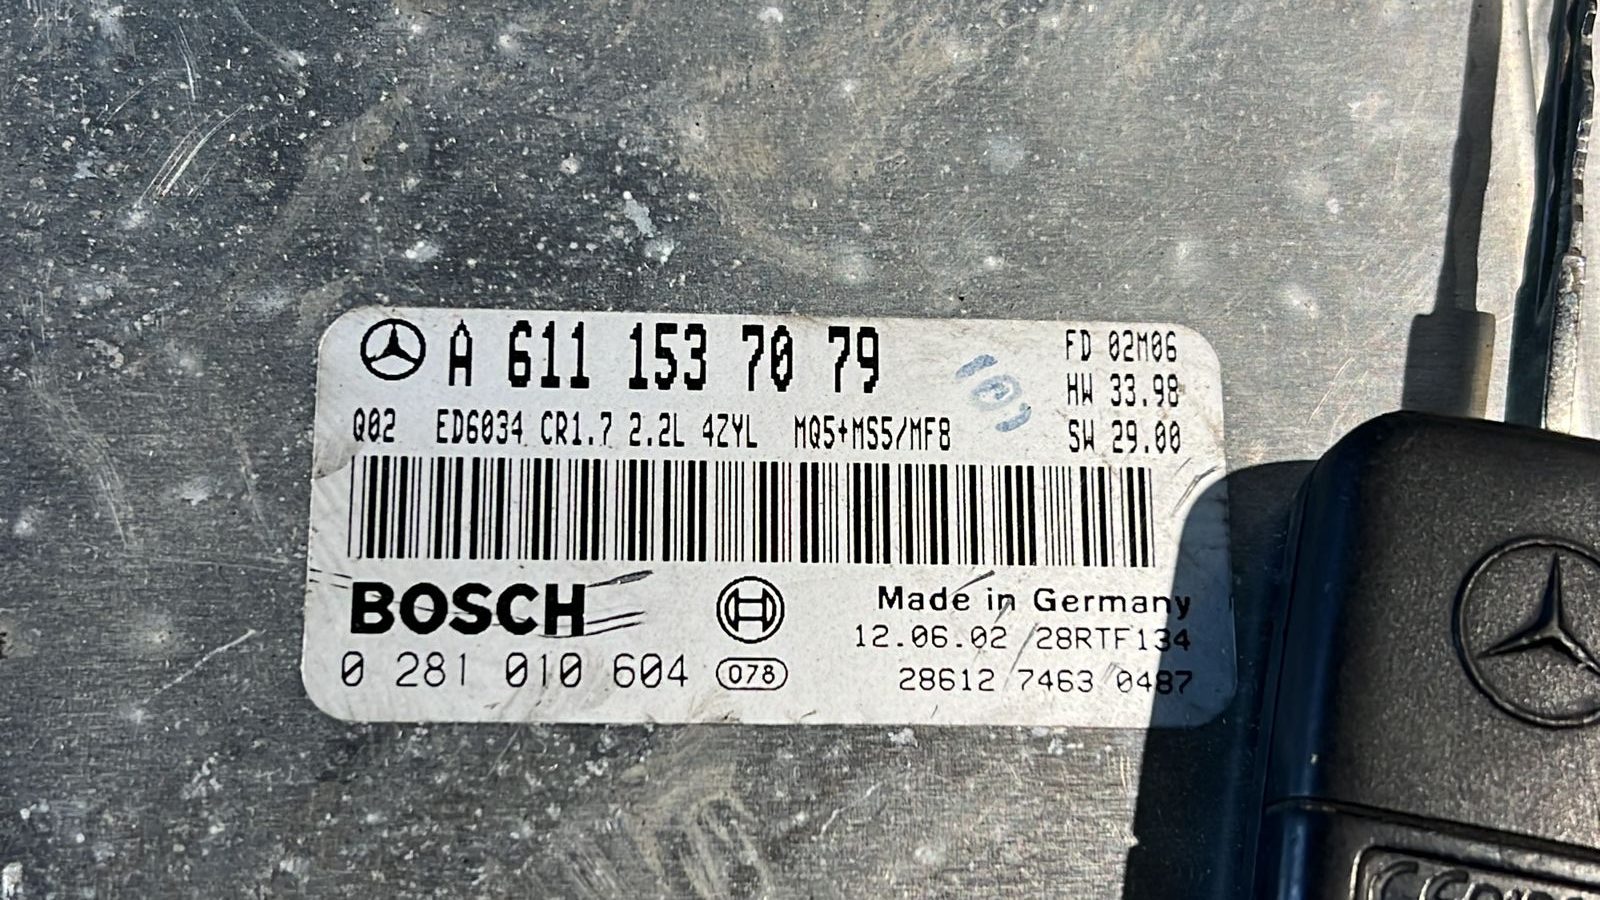 A 611 153 70 79
FD 02M06
HW 33.98
Q02 ED6034 CR1.7 2.2L 4ZYL MQ5+MS5/MF8
SW 29.00
BOSCH
Made in Germany
12.06.02 28RTF134
0 281 010 604 078
28612 7463 0487